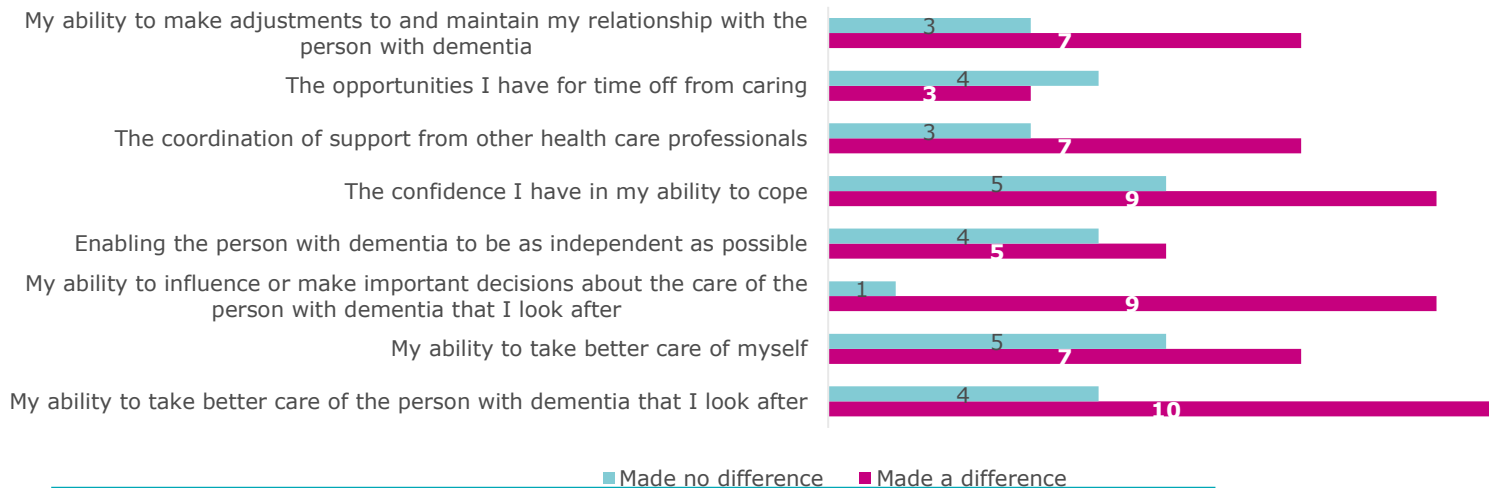 My ability to make adjustments to and maintain my relationship with the
person with dementia
3
7
The opportunities I have for time off from caring
4
3
The coordination of support from other health care professionals
3
7
The confidence I have in my ability to cope
5
9
Enabling the person with dementia to be as independent as possible
4
5
My ability to influence or make important decisions about the care of the
person with dementia that I look after
1
9
My ability to take better care of myself
5
7
My ability to take better care of the person with dementia that I look after
4
10
Made no difference Made a difference